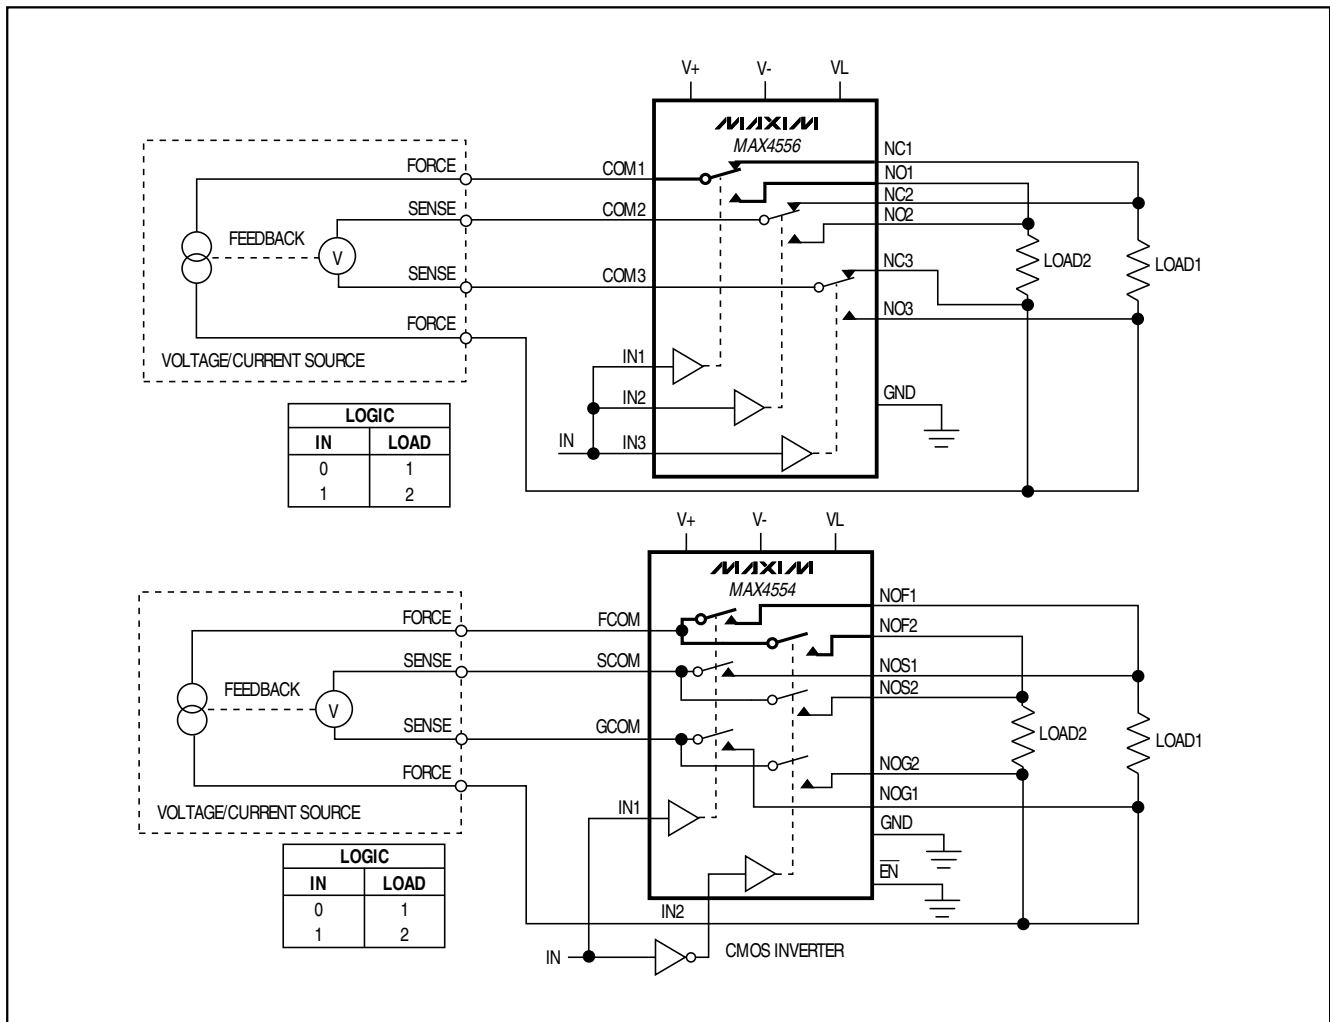 V+ V- VL
MAXIM
MAX4556
FORCE
COM1
NC1
NO1
SENSE
COM2
NC2
NO2
FEEDBACK
V
LOAD2
LOAD1
SENSE
COM3
NC3
NO3
FORCE
VOLTAGE/CURRENT SOURCE
IN1
IN2
IN
IN3
GND
LOGIC
IN LOAD
0 1
1 2
V+ V- VL
MAXIM
MAX4554
FORCE
FCOM
NOF1
NOF2
SENSE
SCOM
NOS1
NOS2
FEEDBACK
V
LOAD2
LOAD1
SENSE
GCOM
FORCE
NOG2
NOG1
VOLTAGE/CURRENT SOURCE
IN1
GND
EN
LOGIC
IN LOAD
0 1
1 2
IN2
IN
CMOS INVERTER